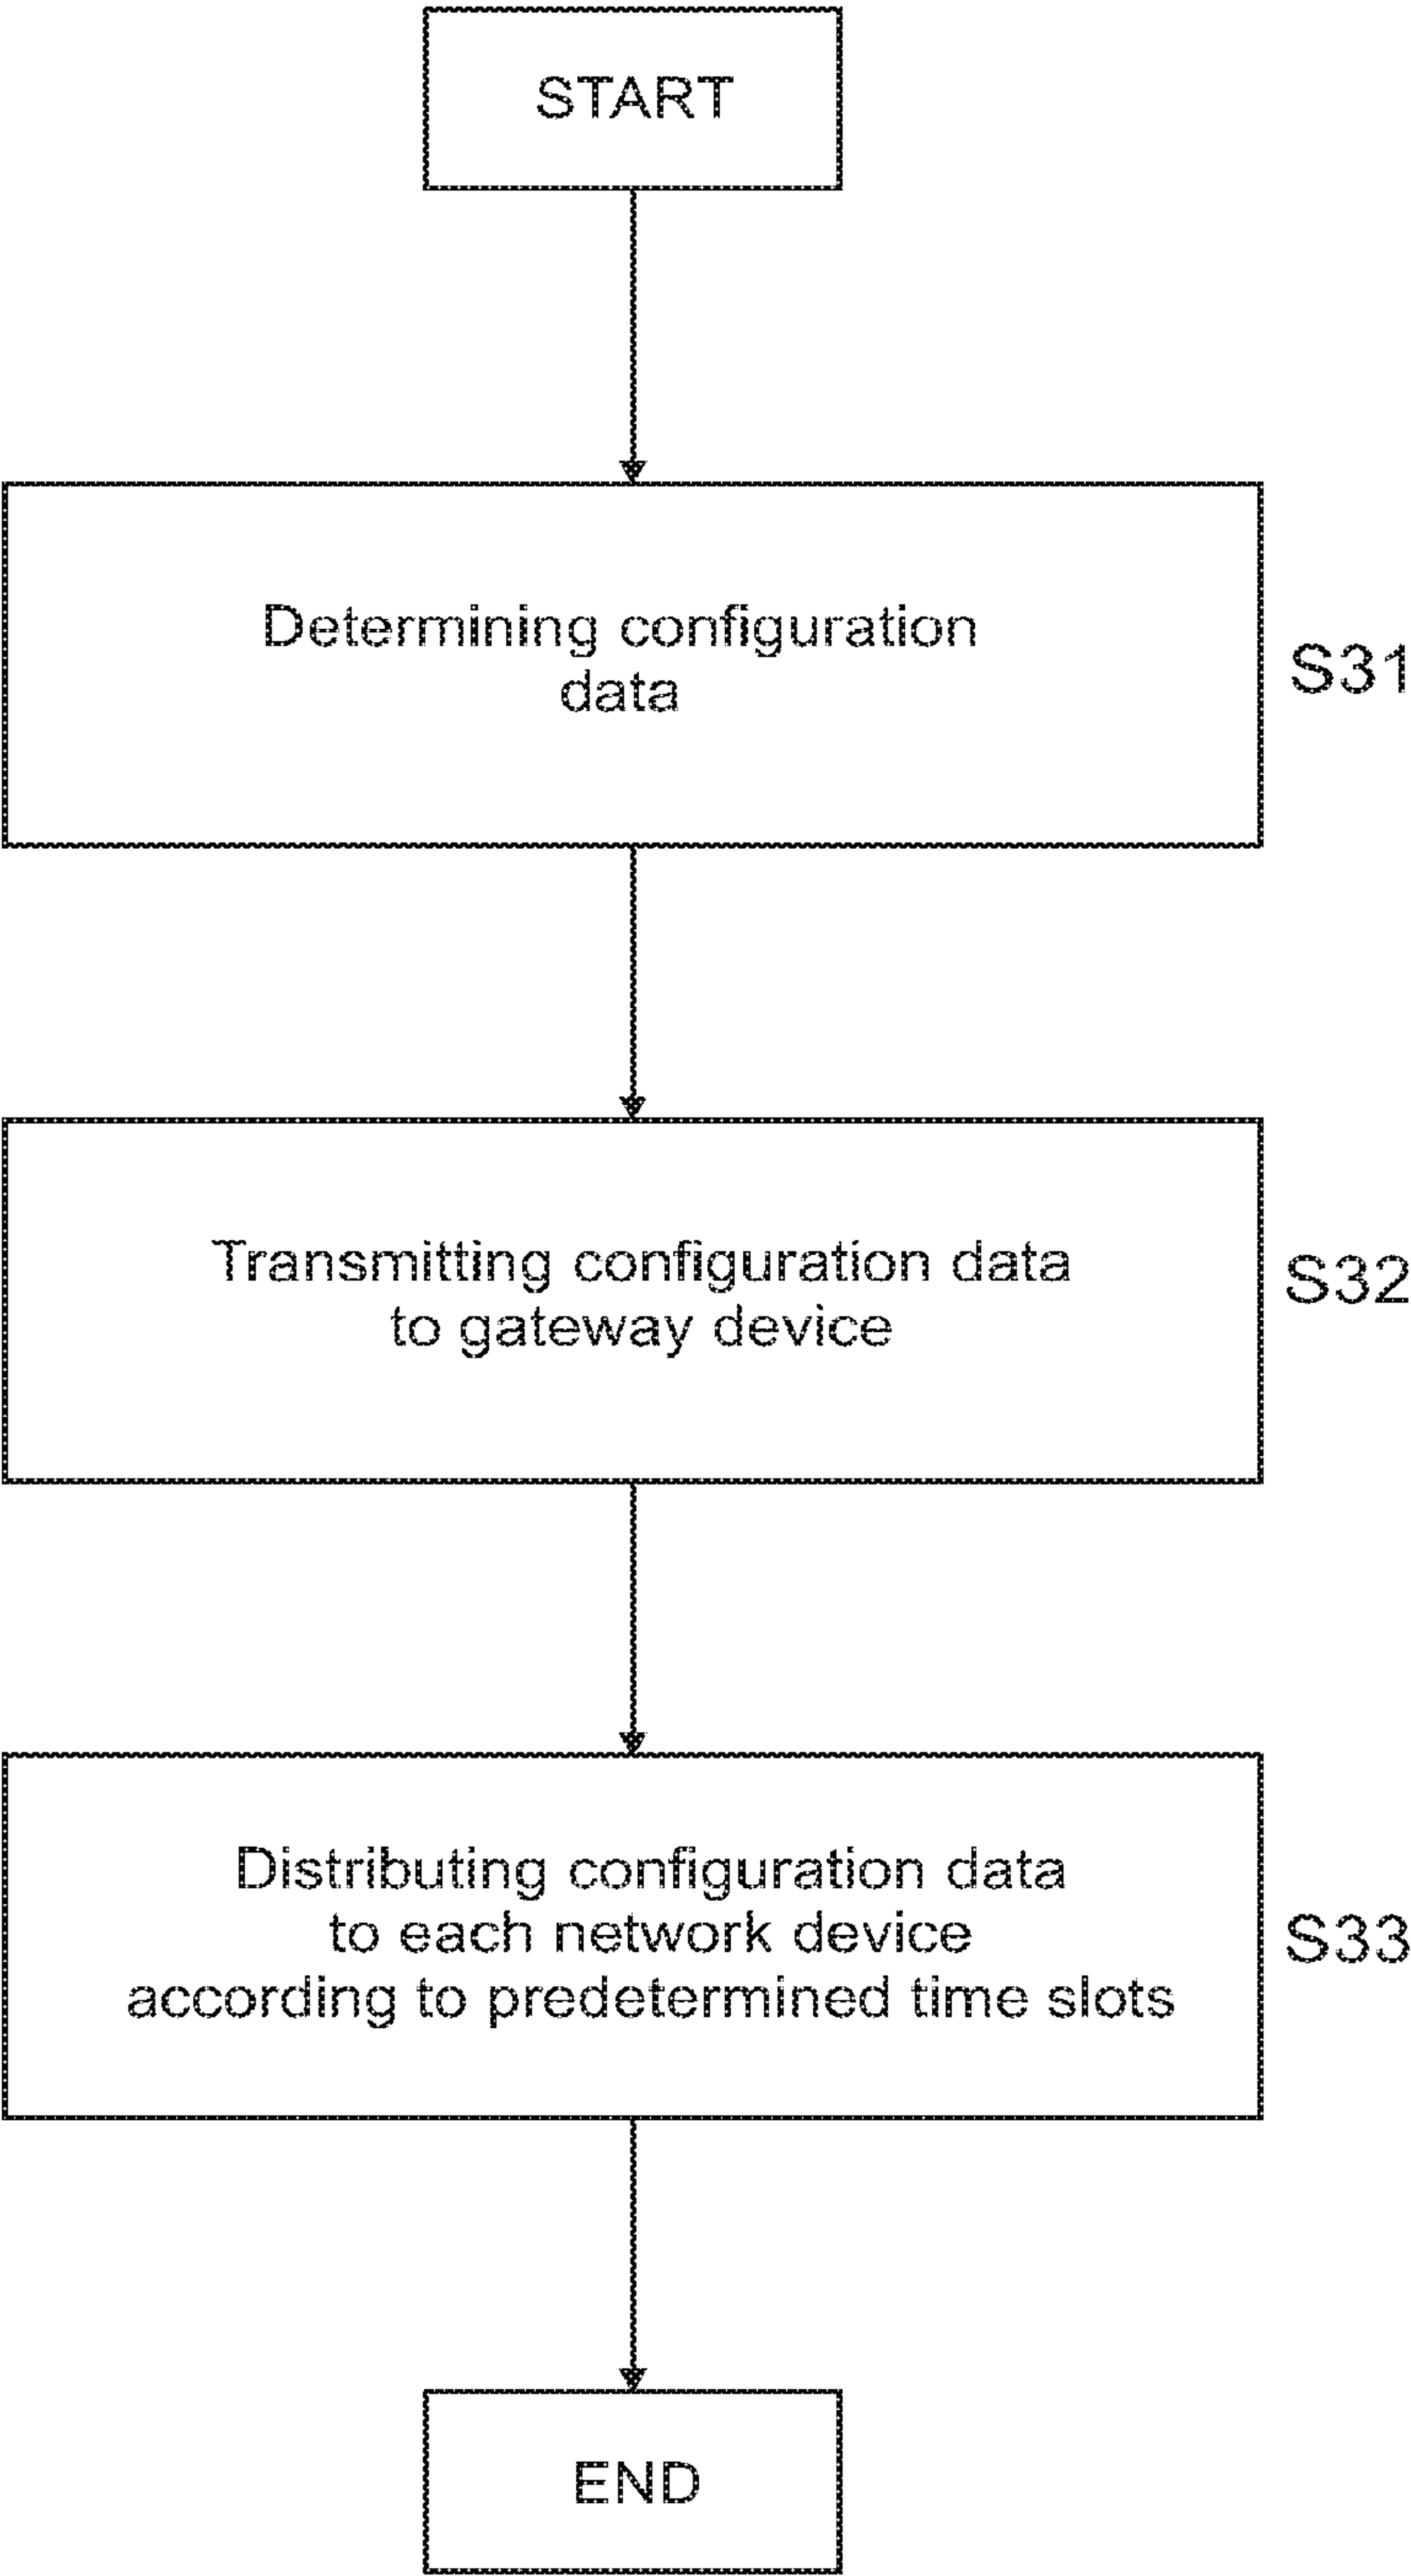 START
Determining configuration
data
S31
Transmitting configuration data
to gateway device
S32
Distributing configuration data
to each network device
according to predetermined time slots
S33
END